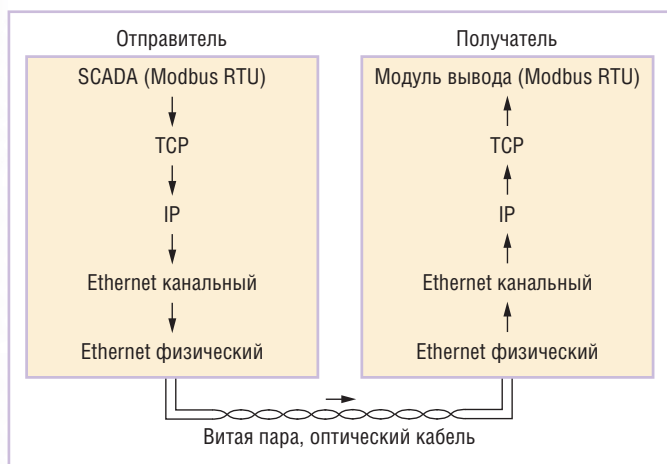 Отправитель
SCADA (Modbus RTU)
TCP
IP
Ethernet канальный
Ethernet физический
Получатель
Модуль вывода (Modbus RTU)
TCP
IP
Ethernet канальный
Ethernet физический
Витая пара, оптический кабель